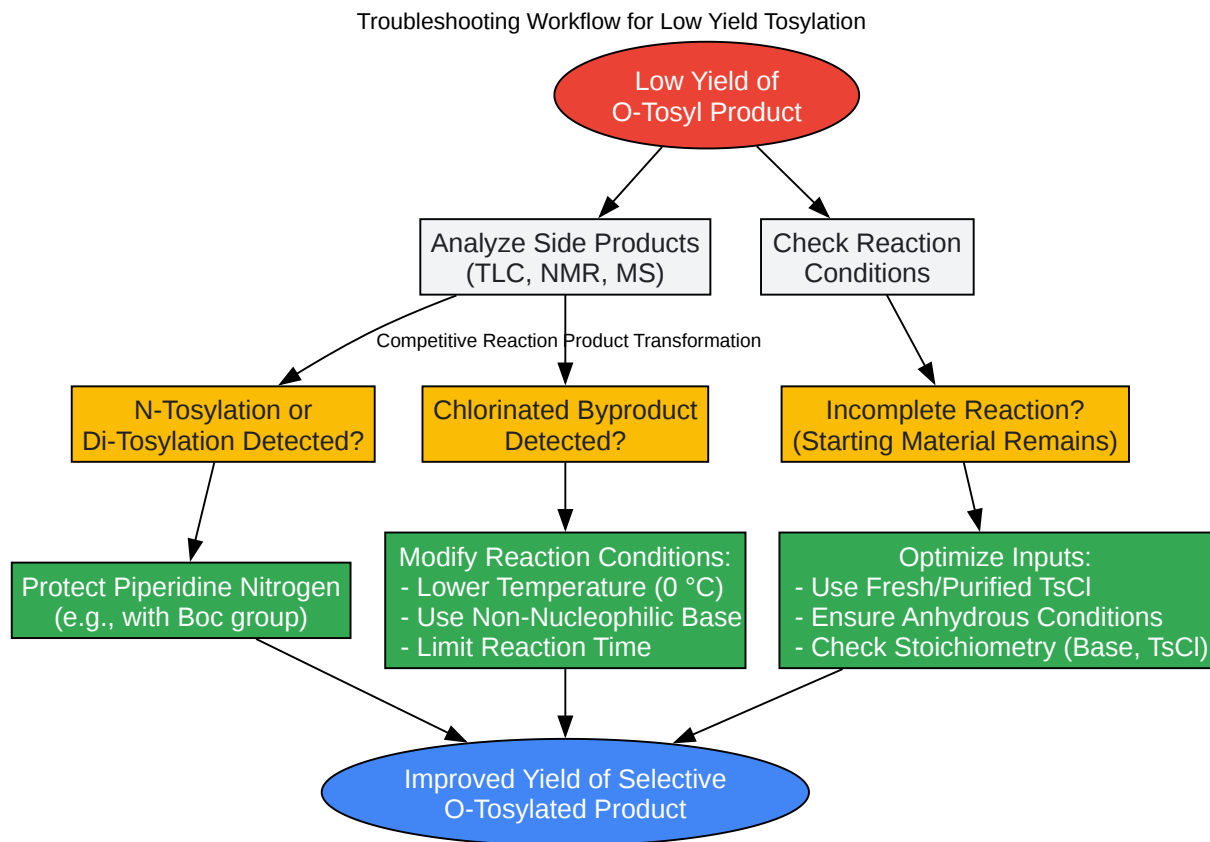 Troubleshooting Workflow for Low Yield Tosylation
Low Yield of
O-Tosyl Product
Analyze Side Products
(TLC, NMR, MS)
Check Reaction
Conditions
Competitive Reaction
Product Transformation
N-Tosylation or
Di-Tosylation Detected?
Chlorinated Byproduct
Detected?
Incomplete Reaction?
(Starting Material Remains)
Protect Piperidine Nitrogen
(e.g., with Boc group)
Modify Reaction Conditions:
- Lower Temperature (0 °C)
- Use Non-Nucleophilic Base
- Limit Reaction Time
Optimize Inputs:
- Use Fresh/Purified TsCl
- Ensure Anhydrous Conditions
- Check Stoichiometry (Base, TsCl)
Improved Yield of Selective
O-Tosylated Product